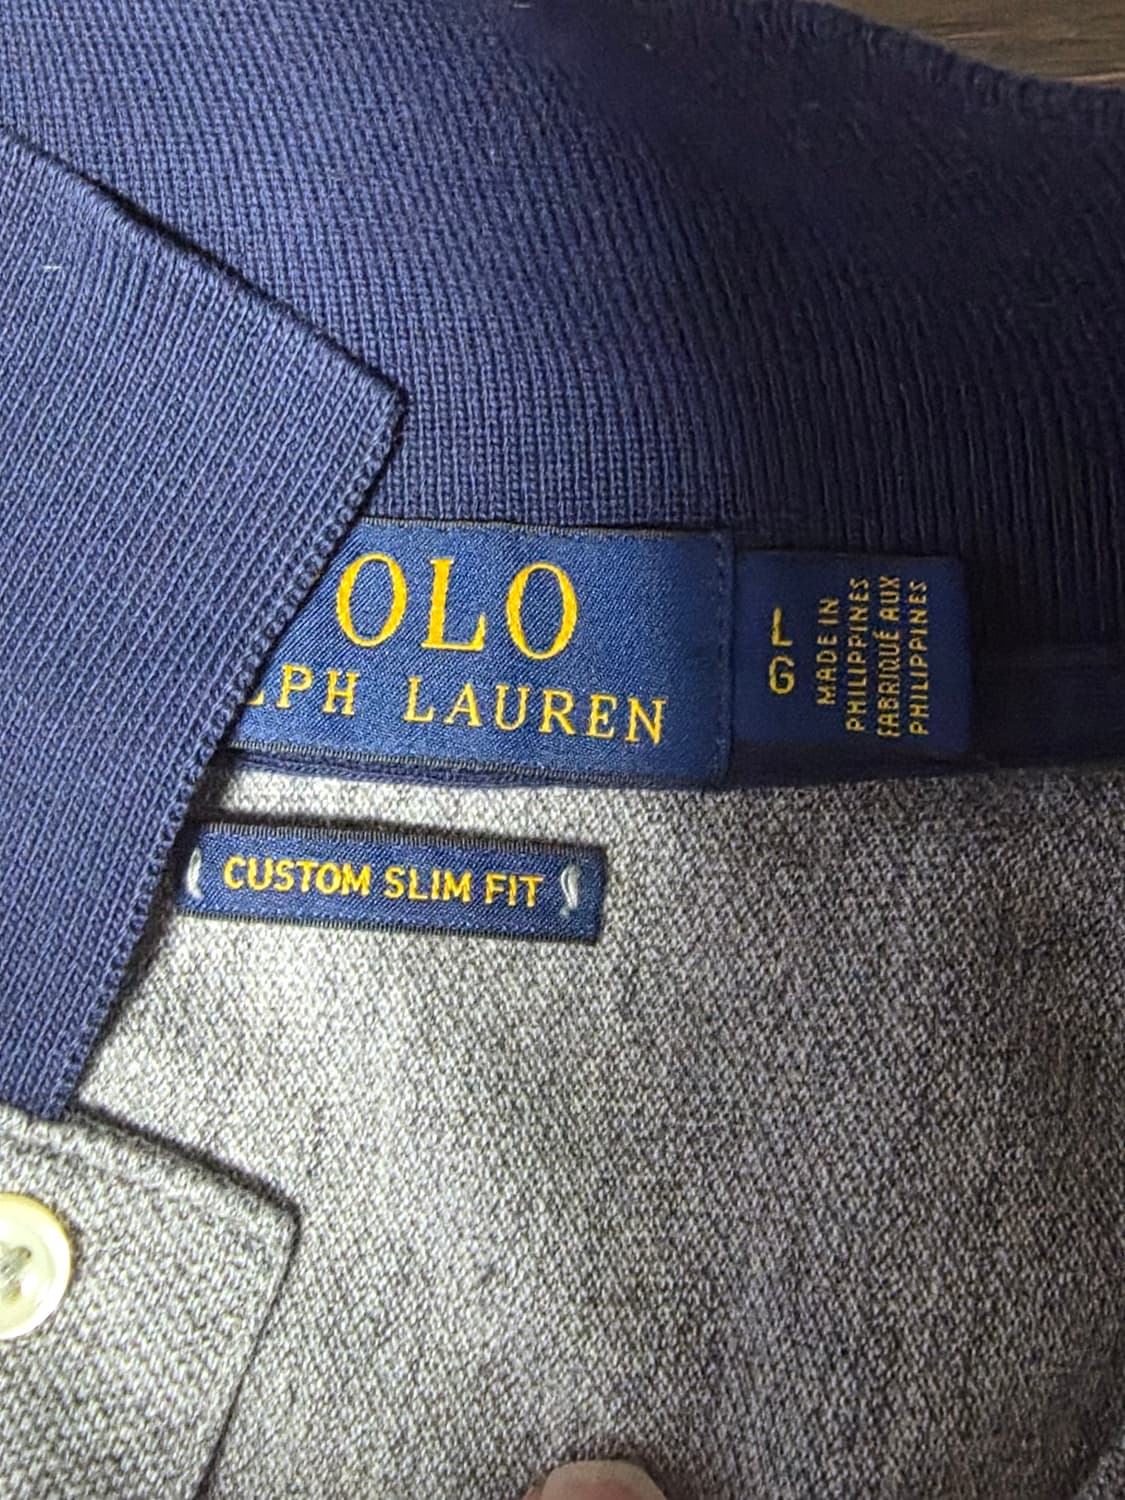 OLO
LPH LAUREN
CUSTOM SLIM FIT
L
G
MADE IN
PHILIPPINES
FABRIQUÉ AUX
PHILIPPINES